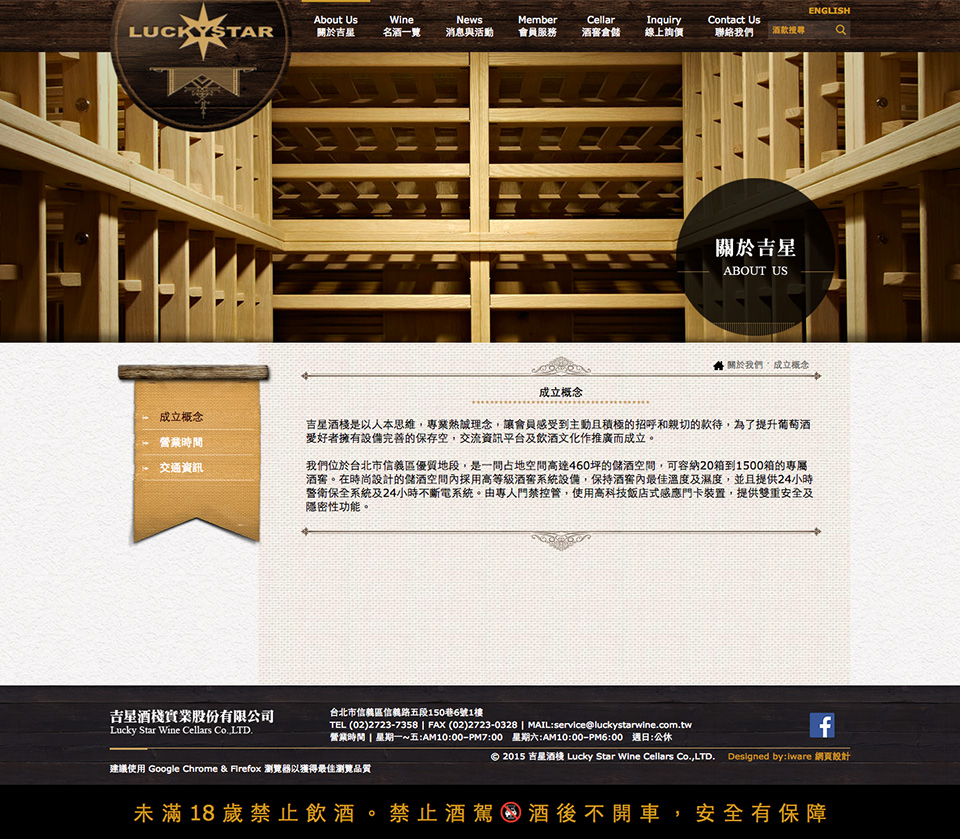 LUCKYSTAR
About Us
關於吉星
Wine
名酒一覽
News
消息與活動
Member
會員服務
Cellar
酒窖倉儲
Inquiry
線上詢價
Contact Us
聯絡我們
ENGLISH
酒款搜尋
關於吉星
ABOUT US
成立概念
營業時間
交通資訊
關於我們 , 成立概念
成立概念
吉星酒棧是以人本思維，專業熱誠理念，讓會員感受到主動且積極的招呼和親切的款待，為了提升葡萄酒
愛好者擁有設備完善的保存空，交流資訊平台及飲酒文化作推廣而成立。
我們位於台北市信義區優質地段，是一間占地空間高達460坪的儲酒空間，可容納20箱到1500箱的專屬
酒窖。在時尚設計的儲酒空間內採用高等級酒窖系統設備，保持酒窖內最佳溫度及濕度，並且提供24小時
警衛保全系統及24小時不斷電系統。由專人門禁控管，使用高科技飯店式感應門卡裝置，提供雙重安全及
隱密性功能。
吉星酒棧實業股份有限公司
Lucky Star Wine Cellars Co.,LTD.
台北市信義區信義路五段150巷6號1樓
TEL (02)2723-7358 | FAX (02)2723-0328 | MAIL:service@luckystarwine.com.tw
營業時間 | 星期一~五:AM10:00–PM7:00 星期六:AM10:00–PM6:00 週日:公休
© 2015 吉星酒棧 Lucky Star Wine Cellars Co.,LTD. Designed by:iware 網頁設計
建議使用 Google Chrome & Firefox 瀏覽器以獲得最佳瀏覽品質
未滿18歲禁止飲酒。禁止酒駕 酒後不開車，安全有保障